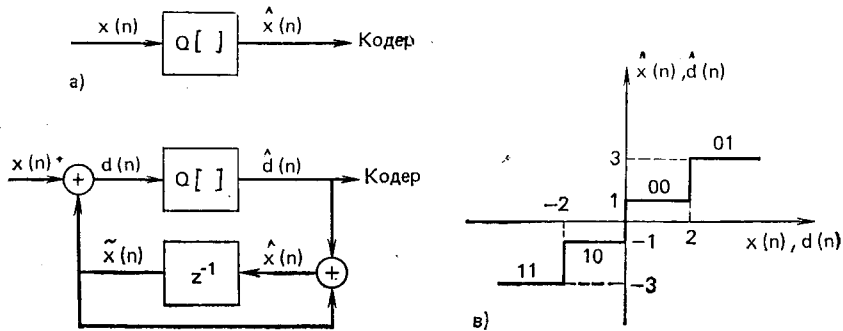 x(n)
Q[ ]
x̂(n)
Кодер
а)
x(n)
+
d(n)
Q[ ]
d̂(n)
Кодер
x̃(n)
z⁻¹
x̂(n)
+
+
x̂(n), d̂(n)
3
01
1
00
-2
-1
2
x(n), d(n)
11
10
-3
в)